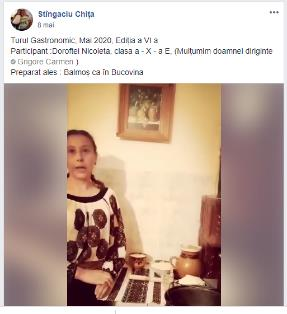 Stîngaciu Chița
8 mai
Turul Gastronomic, Mai 2020, Ediția a VI a
Participant :Doroftei Nicoleta, clasa a - X - a E, (Mulțumim doamnei diriginte
Grigore Carmen )
Preparat ales : Balmoș ca în Bucovina